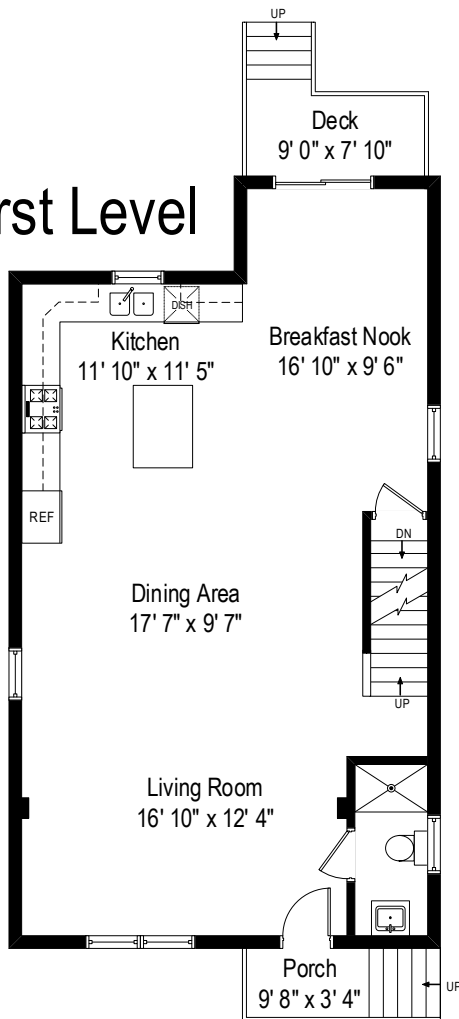 UP
Deck
9' 0" x 7' 10"
rst Level
DISH
Kitchen
11' 10" x 11' 5"
Breakfast Nook
16' 10" x 9' 6"
REF
DN
Dining Area
17' 7" x 9' 7"
UP
Living Room
16' 10" x 12' 4"
Porch
9' 8" x 3' 4"
UP